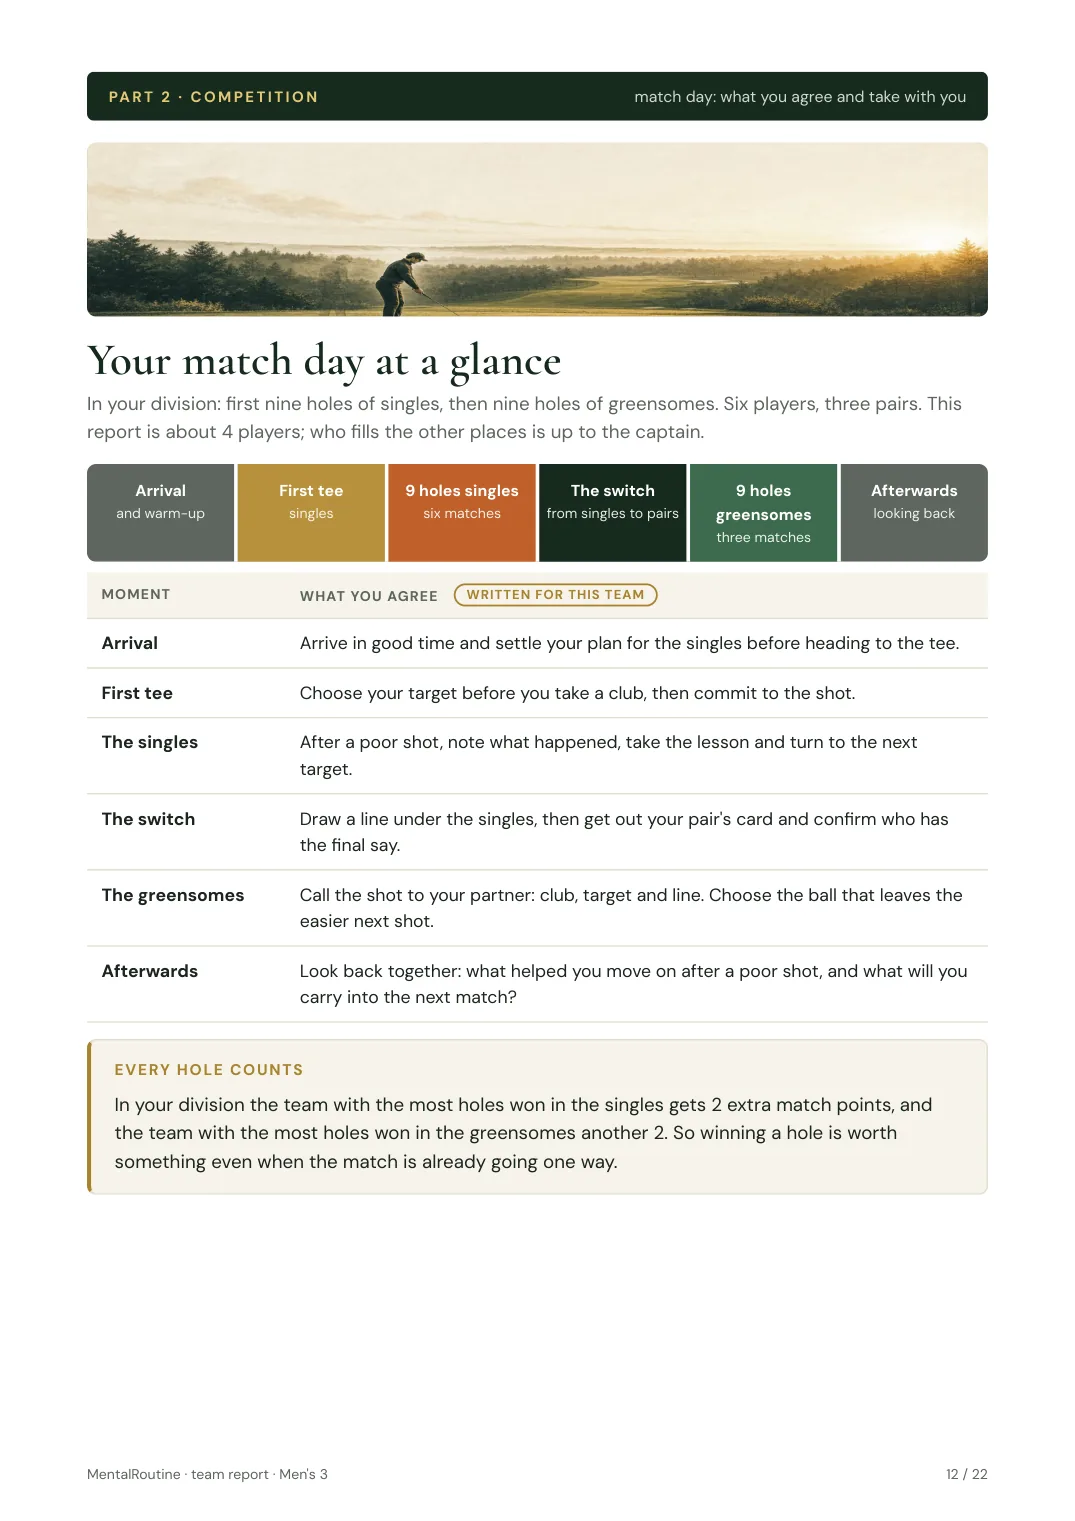 PART 2 · COMPETITION
match day: what you agree and take with you
Your match day at a glance
In your division: first nine holes of singles, then nine holes of greensomes. Six players, three pairs. This
report is about 4 players; who fills the other places is up to the captain.
Arrival
and warm-up
First tee
singles
9 holes singles
six matches
The switch
from singles to pairs
9 holes
greensomes
three matches
Afterwards
looking back
MOMENT
WHAT YOU AGREE WRITTEN FOR THIS TEAM
Arrival
Arrive in good time and settle your plan for the singles before heading to the tee.
First tee
Choose your target before you take a club, then commit to the shot.
The singles
After a poor shot, note what happened, take the lesson and turn to the next
target.
The switch
Draw a line under the singles, then get out your pair's card and confirm who has
the final say.
The greensomes
Call the shot to your partner: club, target and line. Choose the ball that leaves the
easier next shot.
Afterwards
Look back together: what helped you move on after a poor shot, and what will you
carry into the next match?
EVERY HOLE COUNTS
In your division the team with the most holes won in the singles gets 2 extra match points, and
the team with the most holes won in the greensomes another 2. So winning a hole is worth
something even when the match is already going one way.
MentalRoutine · team report · Men's 3
12 / 22